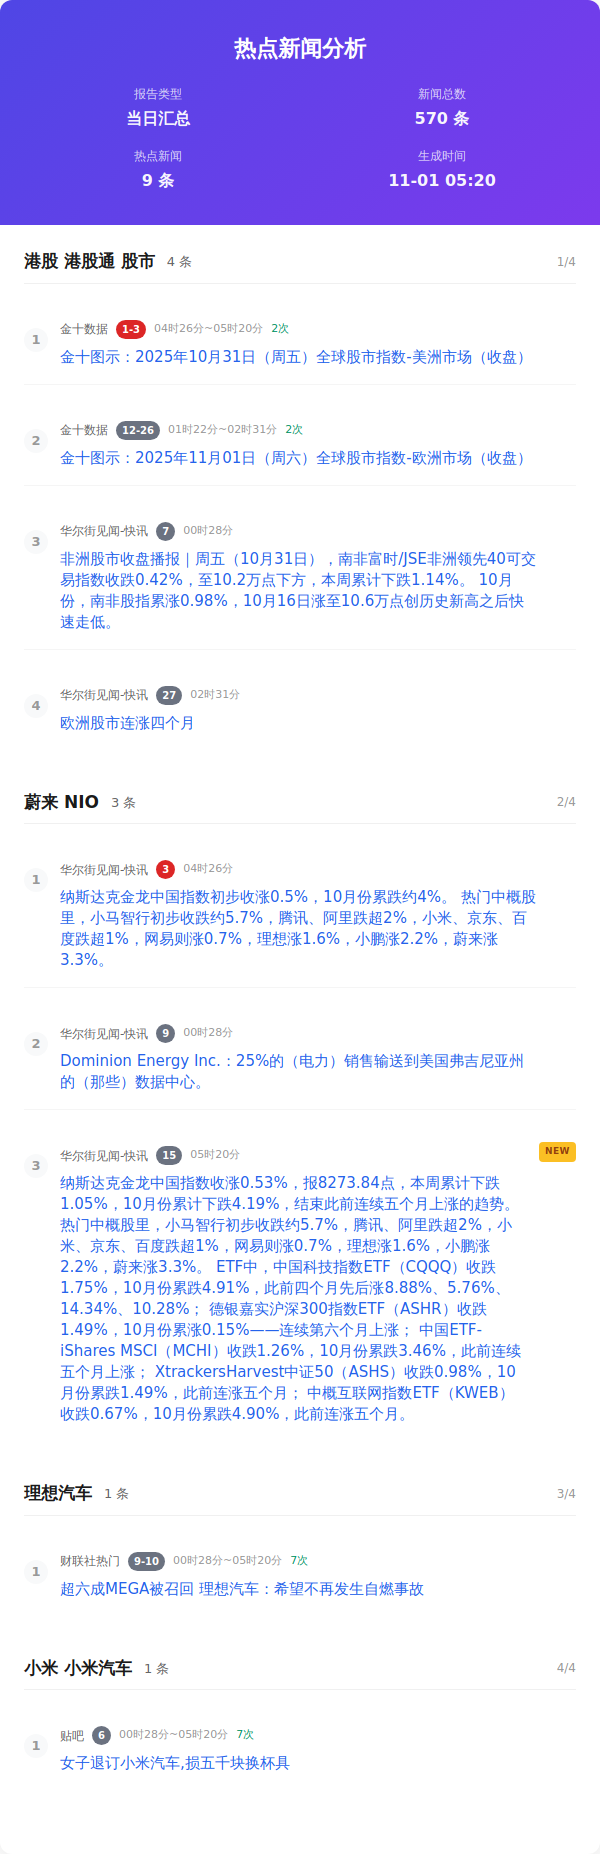 热点新闻分析
报告类型
当日汇总
新闻总数
570 条
热点新闻
9 条
生成时间
11-01 05:20
港股 港股通 股市 4 条 1/4
1
金十数据 1-3 04时26分~05时20分 2次
金十图示：2025年10月31日（周五）全球股市指数-美洲市场（收盘）
2
金十数据 12-26 01时22分~02时31分 2次
金十图示：2025年11月01日（周六）全球股市指数-欧洲市场（收盘）
3
华尔街见闻-快讯 7 00时28分
非洲股市收盘播报｜周五（10月31日），南非富时/JSE非洲领先40可交
易指数收跌0.42%，至10.2万点下方，本周累计下跌1.14%。 10月
份，南非股指累涨0.98%，10月16日涨至10.6万点创历史新高之后快
速走低。
4
华尔街见闻-快讯 27 02时31分
欧洲股市连涨四个月
蔚来 NIO 3 条 2/4
1
华尔街见闻-快讯 3 04时26分
纳斯达克金龙中国指数初步收涨0.5%，10月份累跌约4%。 热门中概股
里，小马智行初步收跌约5.7%，腾讯、阿里跌超2%，小米、京东、百
度跌超1%，网易则涨0.7%，理想涨1.6%，小鹏涨2.2%，蔚来涨
3.3%。
2
华尔街见闻-快讯 9 00时28分
Dominion Energy Inc.：25%的（电力）销售输送到美国弗吉尼亚州
的（那些）数据中心。
3
华尔街见闻-快讯 15 05时20分 NEW
纳斯达克金龙中国指数收涨0.53%，报8273.84点，本周累计下跌
1.05%，10月份累计下跌4.19%，结束此前连续五个月上涨的趋势。
热门中概股里，小马智行初步收跌约5.7%，腾讯、阿里跌超2%，小
米、京东、百度跌超1%，网易则涨0.7%，理想涨1.6%，小鹏涨
2.2%，蔚来涨3.3%。 ETF中，中国科技指数ETF（CQQQ）收跌
1.75%，10月份累跌4.91%，此前四个月先后涨8.88%、5.76%、
14.34%、10.28%； 德银嘉实沪深300指数ETF（ASHR）收跌
1.49%，10月份累涨0.15%——连续第六个月上涨； 中国ETF-
iShares MSCI（MCHI）收跌1.26%，10月份累跌3.46%，此前连续
五个月上涨； XtrackersHarvest中证50（ASHS）收跌0.98%，10
月份累跌1.49%，此前连涨五个月； 中概互联网指数ETF（KWEB）
收跌0.67%，10月份累跌4.90%，此前连涨五个月。
理想汽车 1 条 3/4
1
财联社热门 9-10 00时28分~05时20分 7次
超六成MEGA被召回 理想汽车：希望不再发生自燃事故
小米 小米汽车 1 条 4/4
1
贴吧 6 00时28分~05时20分 7次
女子退订小米汽车,损五千块换杯具